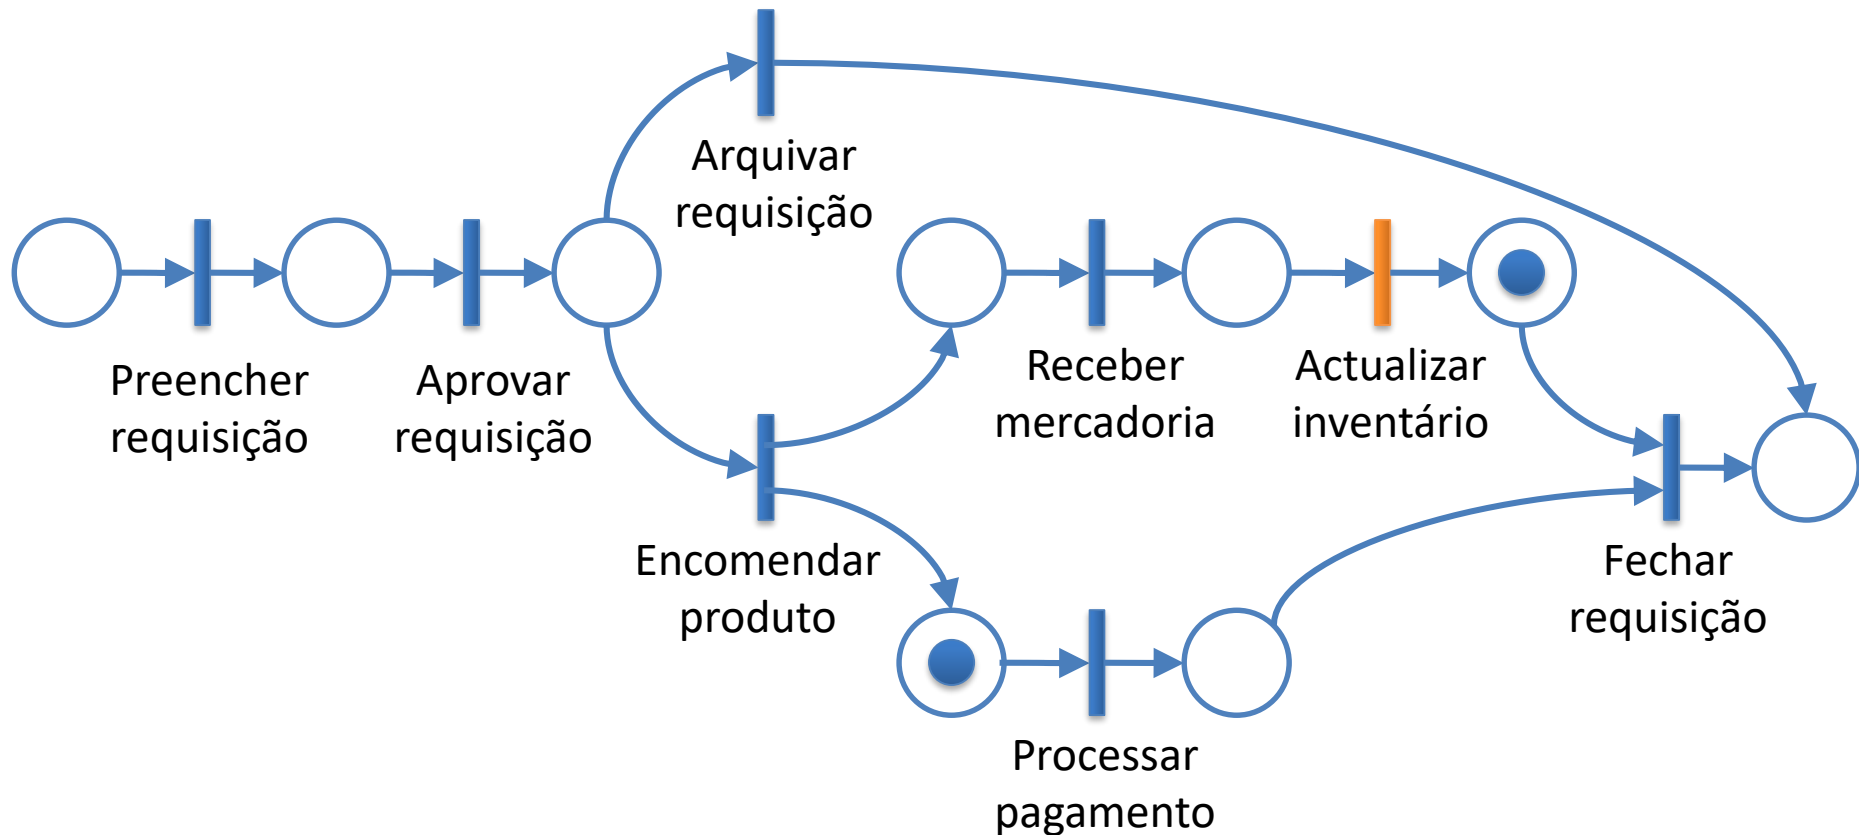 Arquivar
requisição
Preencher
requisição
Aprovar
requisição
Receber
mercadoria
Actualizar
inventário
Encomendar
produto
Fechar
requisição
Processar
pagamento